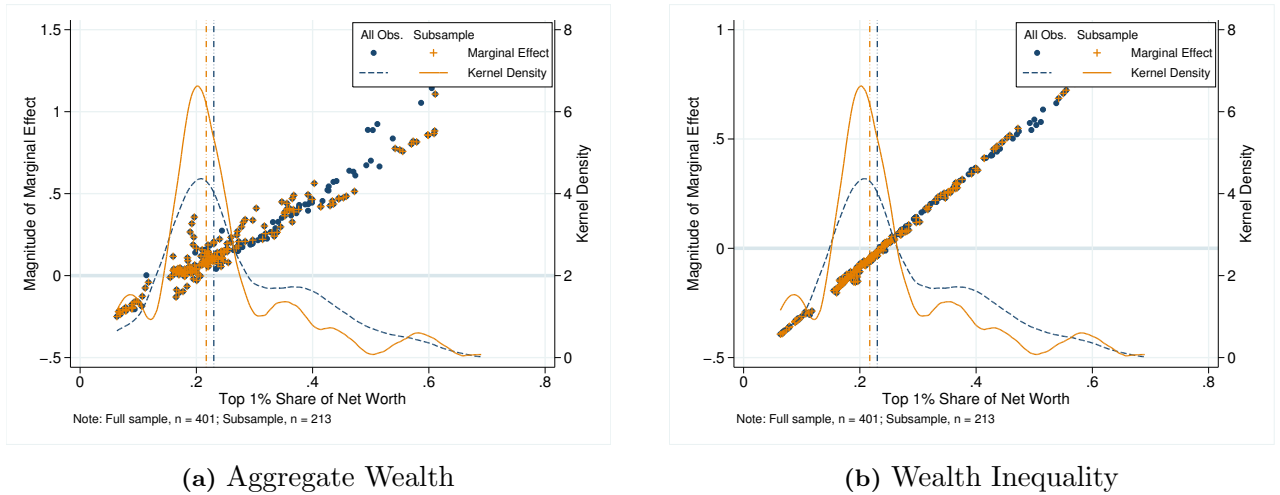 1.5
1
.5
0
−.5
Magnitude of Marginal Effect
8
6
4
2
0
Kernel Density
All Obs. Subsample
Marginal Effect
Kernel Density
0 .2 .4 .6 .8
Top 1% Share of Net Worth
Note: Full sample, n = 401; Subsample, n = 213
(a) Aggregate Wealth
1
.5
0
-.5
Magnitude of Marginal Effect
8
6
4
2
0
Kernel Density
All Obs. Subsample
Marginal Effect
Kernel Density
0 .2 .4 .6 .8
Top 1% Share of Net Worth
Note: Full sample, n = 401; Subsample, n = 213
(b) Wealth Inequality